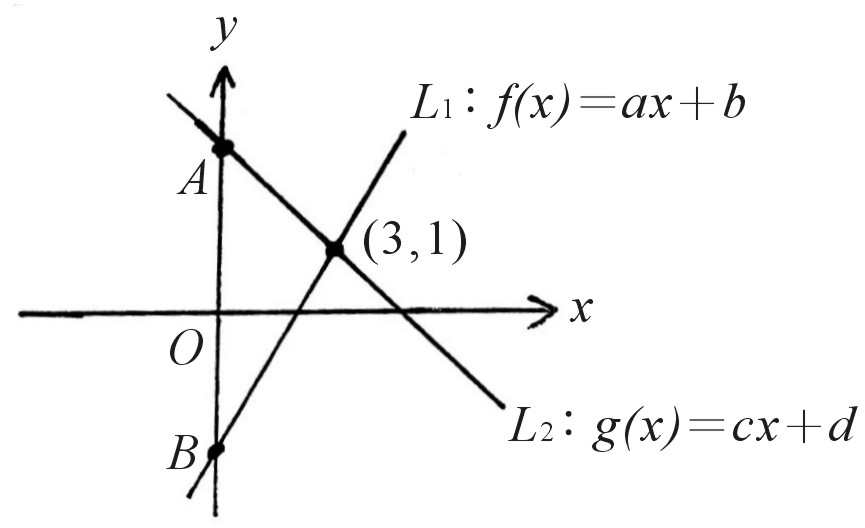 y
L₁：f(x)＝ax＋b
A
(3,1)
x
O
B
L₂：g(x)＝cx＋d